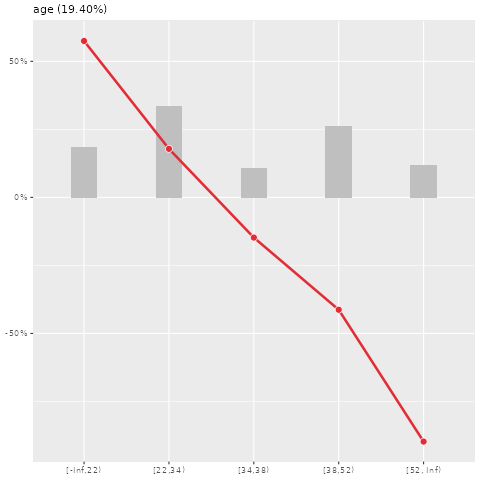 age (19.40%)
50%
0%
-50%
[-Inf,22)
[22,34)
[34,38)
[38,52)
[52, Inf)